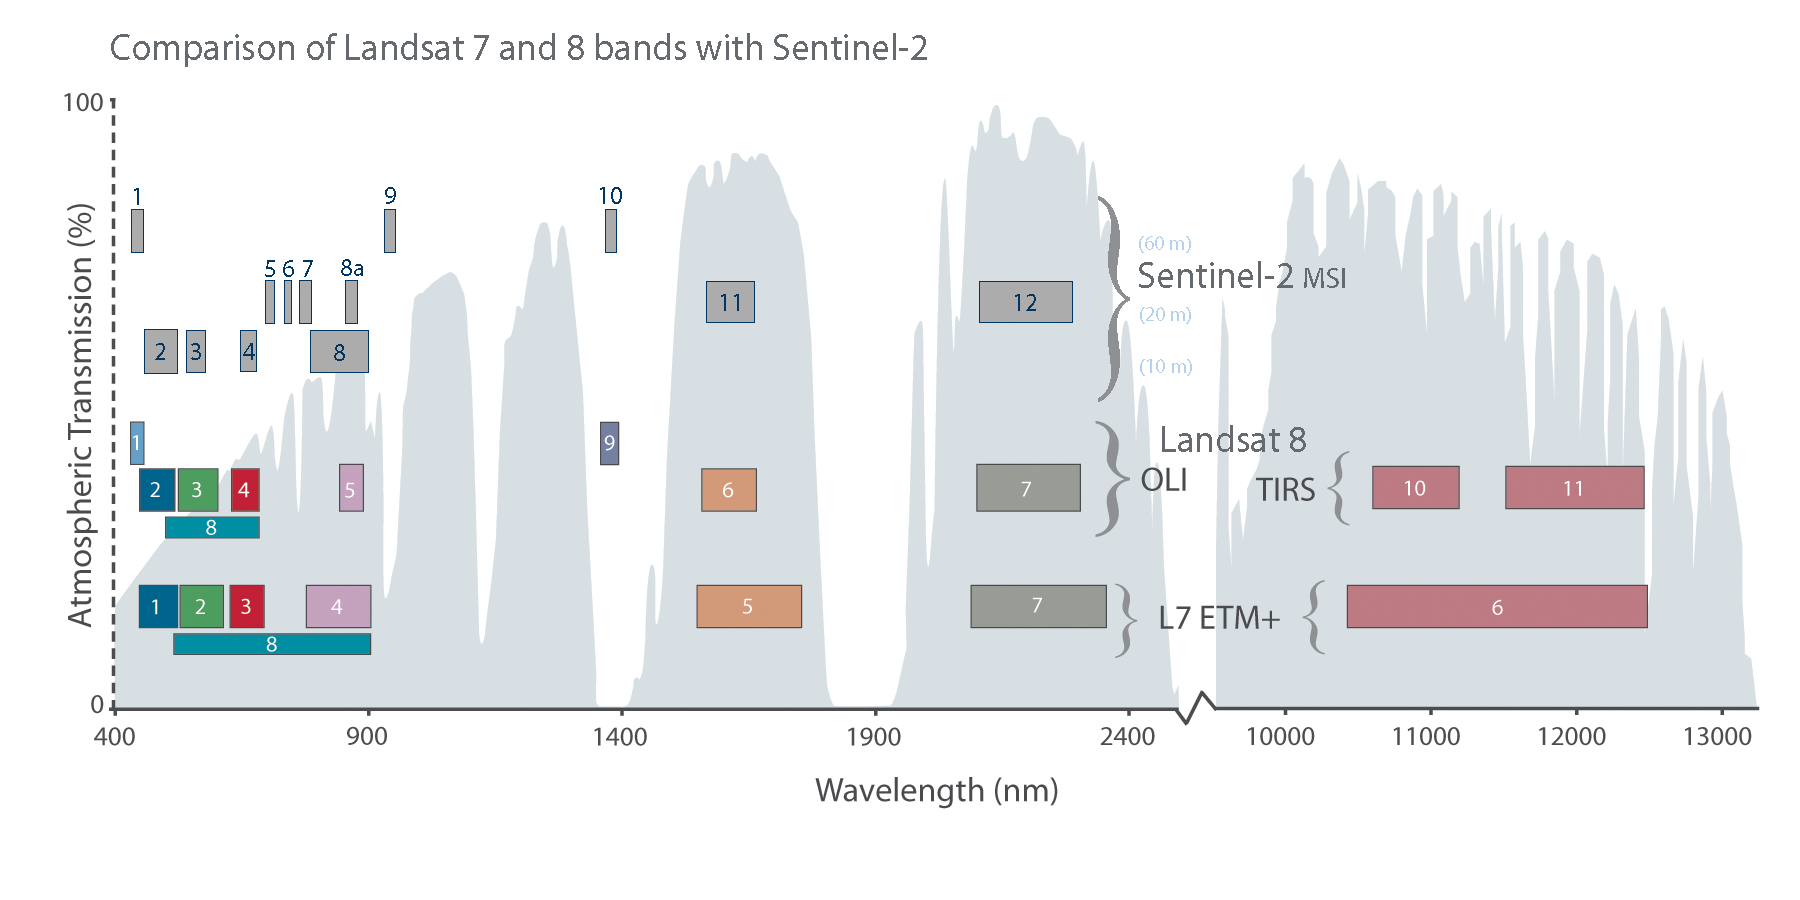 Comparison of Landsat 7 and 8 bands with Sentinel-2
100
Atmospheric Transmission (%)
0
1
9
10
(60 m)
Sentinel-2 MSI
5 6 7 8a
11
12
(20 m)
2 3 4 8
(10 m)
1
9
Landsat 8
2 3 4 5 6 7
OLI
TIRS
10
11
8
1 2 3 4 5 7
L7 ETM+
6
8
400 900 1400 1900 2400 10000 11000 12000 13000
Wavelength (nm)